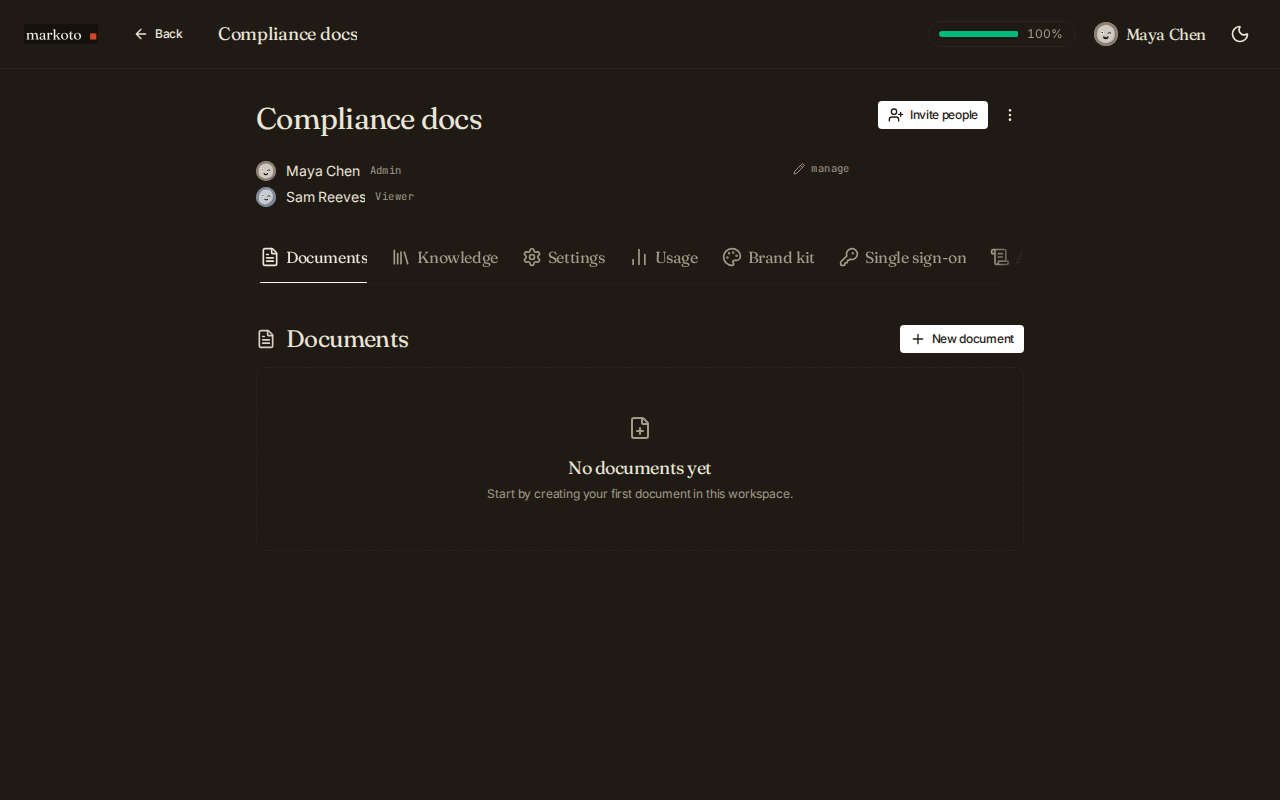 markoto
Back
Compliance docs
100%
Maya Chen
Compliance docs
Invite people
Maya Chen Admin
manage
Sam Reeves Viewer
Documents Knowledge Settings Usage Brand kit Single sign-on
Documents
New document
No documents yet
Start by creating your first document in this workspace.